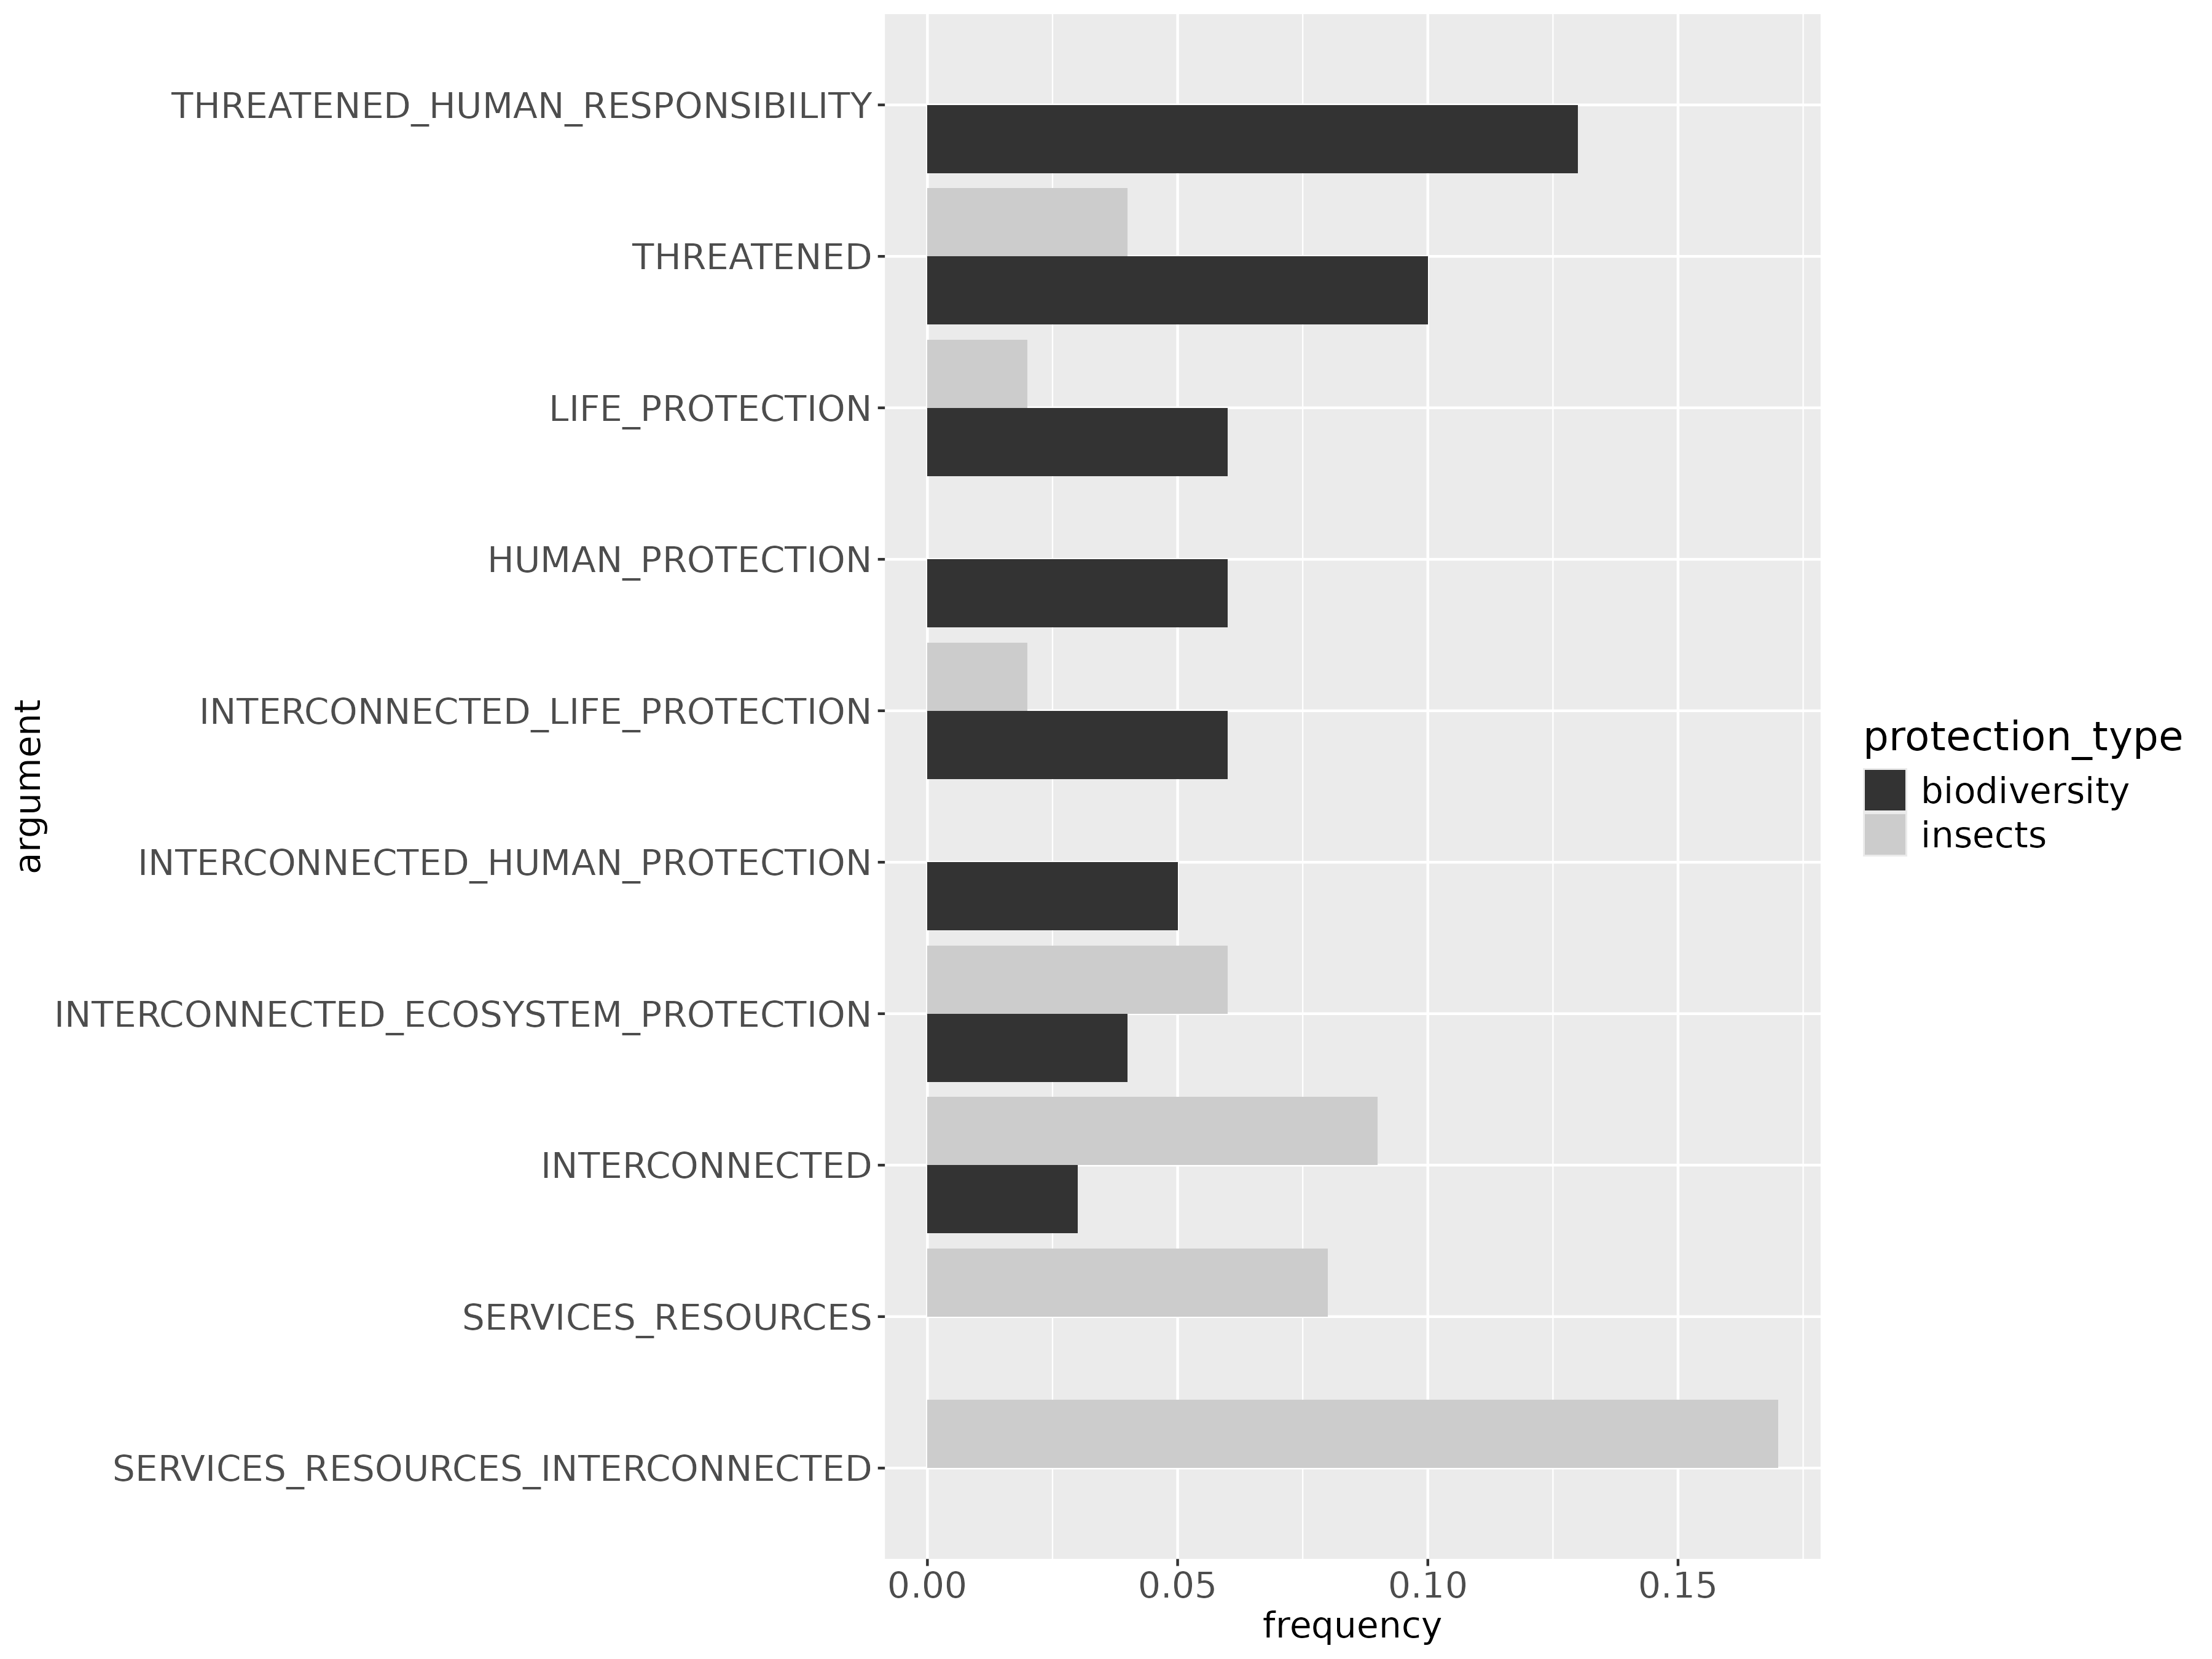 THREATENED_HUMAN_RESPONSIBILITY
THREATENED
LIFE_PROTECTION
HUMAN_PROTECTION
INTERCONNECTED_LIFE_PROTECTION
INTERCONNECTED_HUMAN_PROTECTION
INTERCONNECTED_ECOSYSTEM_PROTECTION
INTERCONNECTED
SERVICES_RESOURCES
SERVICES_RESOURCES_INTERCONNECTED
argument
0.00 0.05 0.10 0.15
frequency
protection_type
biodiversity
insects